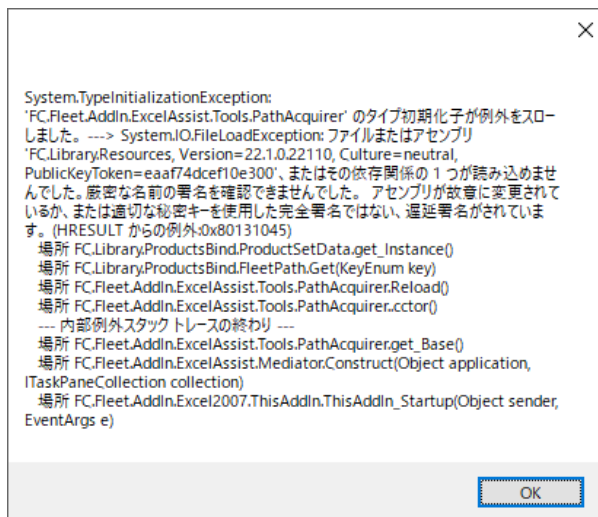 System.TypeInitializationException:
'FC.Fleet.AddIn.ExcelAssist.Tools.PathAcquirer' のタイプ初期化子が例外をスロー
しました。 ---> System.IO.FileLoadException: ファイルまたはアセンブリ
'FC.Library.Resources, Version=22.1.0.22110, Culture=neutral,
PublicKeyToken=eaaf74dcef10e300'、またはその依存関係の 1 つが読み込めませ
んでした。厳密な名前の署名を確認できませんでした。 アセンブリが故意に変更されて
いるか、または適切な秘密キーを使用した完全署名ではない、遅延署名がされていま
す。 (HRESULT からの例外:0x80131045)
場所 FC.Library.ProductsBind.ProductSetData.get_Instance()
場所 FC.Library.ProductsBind.FleetPath.Get(KeyEnum key)
場所 FC.Fleet.AddIn.ExcelAssist.Tools.PathAcquirer.Reload()
場所 FC.Fleet.AddIn.ExcelAssist.Tools.PathAcquirer..cctor()
--- 内部例外スタック トレースの終わり ---
場所 FC.Fleet.AddIn.ExcelAssist.Tools.PathAcquirer.get_Base()
場所 FC.Fleet.AddIn.ExcelAssist.Mediator.Construct(Object application,
ITaskPaneCollection collection)
場所 FC.Fleet.AddIn.Excel2007.ThisAddIn.ThisAddIn_Startup(Object sender,
EventArgs e)
OK